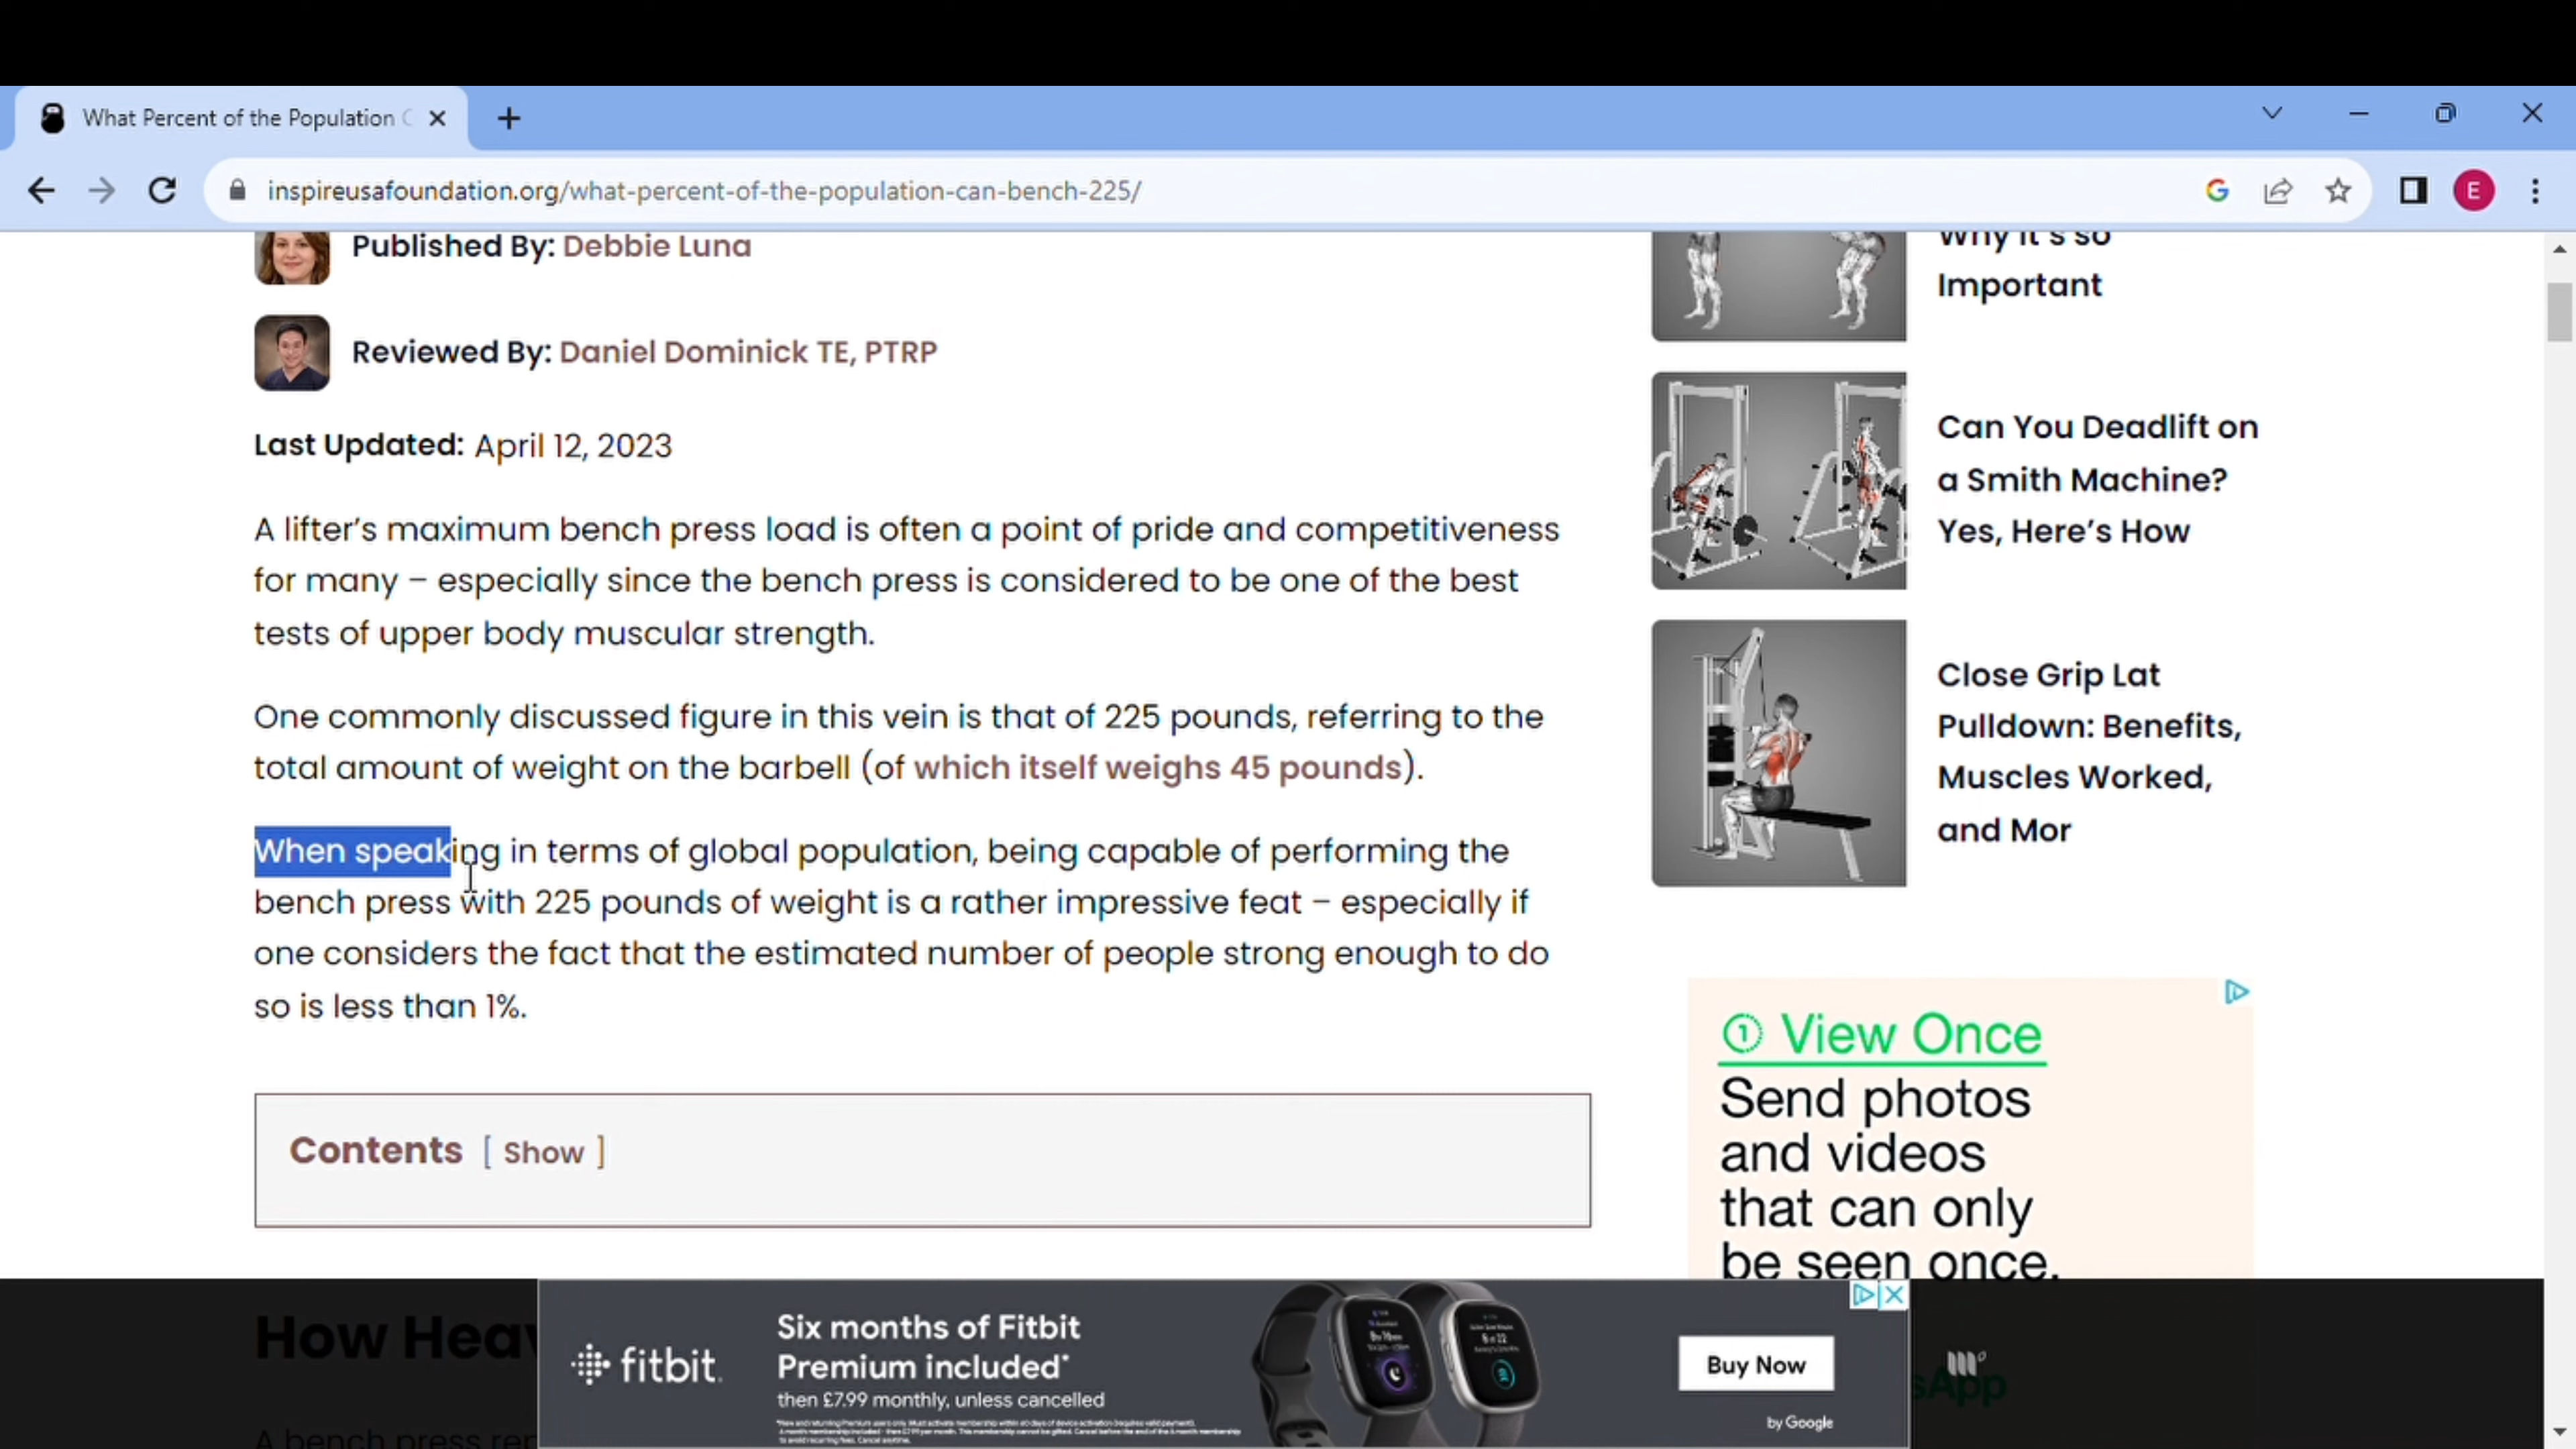 What Percent of the Population
inspireusafoundation.org/what-percent-of-the-population-can-bench-225/
E
Published By: Debbie Luna
Reviewed By: Daniel Dominick TE, PTRP
Last Updated: April 12, 2023
A lifter's maximum bench press load is often a point of pride and competitiveness
for many – especially since the bench press is considered to be one of the best
tests of upper body muscular strength.
One commonly discussed figure in this vein is that of 225 pounds, referring to the
total amount of weight on the barbell (of which itself weighs 45 pounds).
When speaking in terms of global population, being capable of performing the
bench press with 225 pounds of weight is a rather impressive feat – especially if
one considers the fact that the estimated number of people strong enough to do
so is less than 1%.
Contents [ Show ]
How Heav
A bench press rep
Why it's so
Important
Can You Deadlift on
a Smith Machine?
Yes, Here's How
Close Grip Lat
Pulldown: Benefits,
Muscles Worked,
and Mor
1 View Once
Send photos
and videos
that can only
be seen once.
sApp
fitbit
Six months of Fitbit
Premium included*
then £7.99 monthly, unless cancelled
Buy Now
by Google